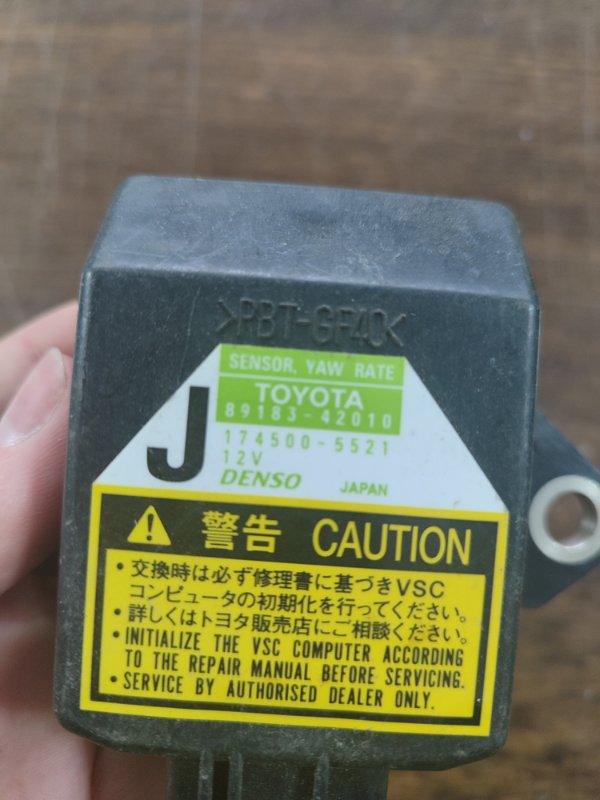 >PBT-GF40<
SENSOR, YAW RATE
TOYOTA
89183-42010
J
174500-5521
12V
DENSO JAPAN
警告 CAUTION
・交換時は必ず修理書に基づきVSC
コンピュータの初期化を行ってください。
・詳しくはトヨタ販売店にご相談ください。
・INITIALIZE THE VSC COMPUTER ACCORDING
TO THE REPAIR MANUAL BEFORE SERVICING.
・SERVICE BY AUTHORISED DEALER ONLY.